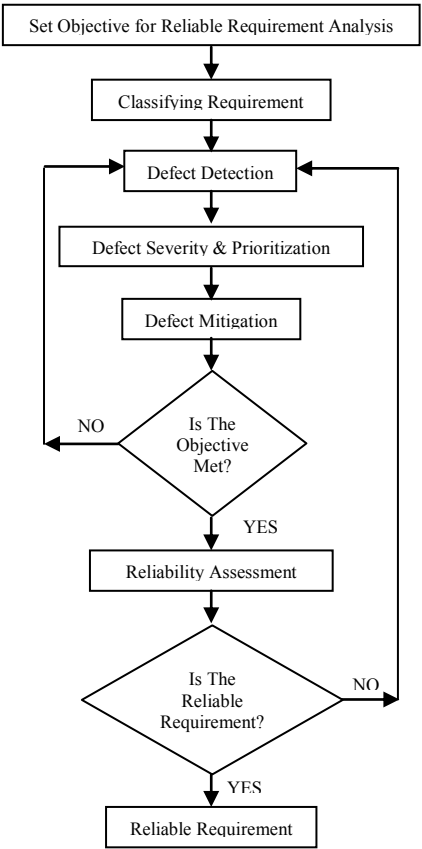 Set Objective for Reliable Requirement Analysis
Classifying Requirement
Defect Detection
Defect Severity & Prioritization
Defect Mitigation
Is The
Objective
Met?
NO
YES
Reliability Assessment
Is The
Reliable
Requirement?
NO
YES
Reliable Requirement